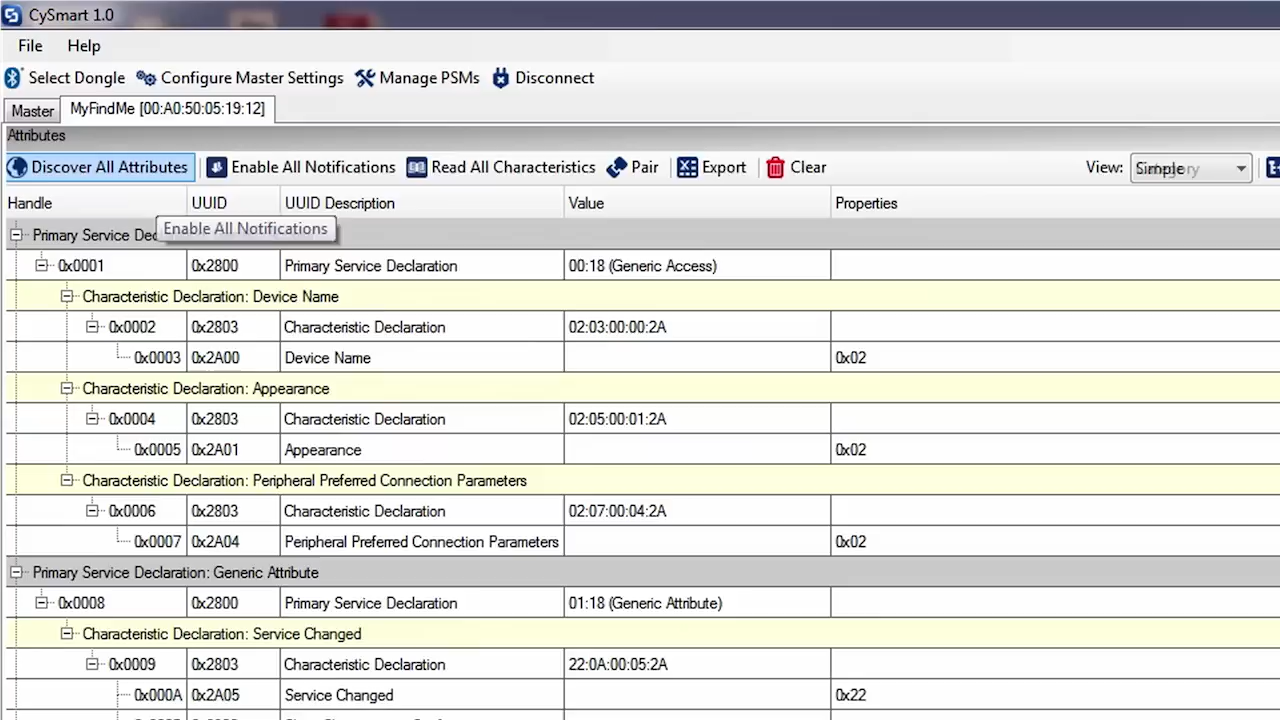 CySmart 1.0
File Help
Select Dongle Configure Master Settings Manage PSMs Disconnect
Master MyFindMe [00:A0:50:05:19:12]
Attributes
Discover All Attributes Enable All Notifications Read All Characteristics Pair Export Clear View: Simple
Handle UUID UUID Description Value Properties
Enable All Notifications
Primary Service
0x0001 0x2800 Primary Service Declaration 00:18 (Generic Access)
Characteristic Declaration: Device Name
0x0002 0x2803 Characteristic Declaration 02:03:00:00:2A
0x0003 0x2A00 Device Name 0x02
Characteristic Declaration: Appearance
0x0004 0x2803 Characteristic Declaration 02:05:00:01:2A
0x0005 0x2A01 Appearance 0x02
Characteristic Declaration: Peripheral Preferred Connection Parameters
0x0006 0x2803 Characteristic Declaration 02:07:00:04:2A
0x0007 0x2A04 Peripheral Preferred Connection Parameters 0x02
Primary Service Declaration: Generic Attribute
0x0008 0x2800 Primary Service Declaration 01:18 (Generic Attribute)
Characteristic Declaration: Service Changed
0x0009 0x2803 Characteristic Declaration 22:0A:00:05:2A
0x000A 0x2A05 Service Changed 0x22